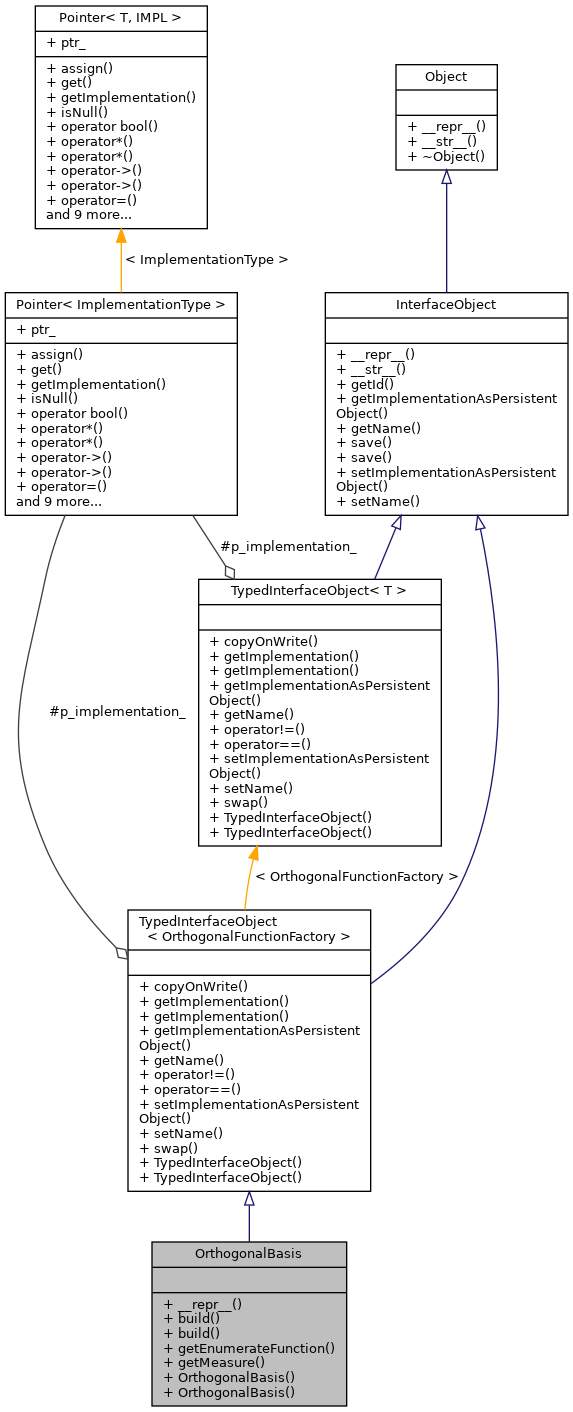 Pointer< T, IMPL >
+ ptr_
+ assign()
+ get()
+ getImplementation()
+ isNull()
+ operator bool()
+ operator*()
+ operator*()
+ operator->()
+ operator->()
+ operator=()
and 9 more...
Object
+ __repr__()
+ __str__()
+ ~Object()
< ImplementationType >
Pointer< ImplementationType >
+ ptr_
+ assign()
+ get()
+ getImplementation()
+ isNull()
+ operator bool()
+ operator*()
+ operator*()
+ operator->()
+ operator->()
+ operator=()
and 9 more...
InterfaceObject
+ __repr__()
+ __str__()
+ getId()
+ getImplementationAsPersistent
Object()
+ getName()
+ save()
+ save()
+ setImplementationAsPersistent
Object()
+ setName()
#p_implementation_
TypedInterfaceObject< T >
+ copyOnWrite()
+ getImplementation()
+ getImplementation()
+ getImplementationAsPersistent
Object()
+ getName()
+ operator!=()
+ operator==()
+ setImplementationAsPersistent
Object()
+ setName()
+ swap()
+ TypedInterfaceObject()
+ TypedInterfaceObject()
#p_implementation_
< OrthogonalFunctionFactory >
TypedInterfaceObject
< OrthogonalFunctionFactory >
+ copyOnWrite()
+ getImplementation()
+ getImplementation()
+ getImplementationAsPersistent
Object()
+ getName()
+ operator!=()
+ operator==()
+ setImplementationAsPersistent
Object()
+ setName()
+ swap()
+ TypedInterfaceObject()
+ TypedInterfaceObject()
OrthogonalBasis
+ __repr__()
+ build()
+ build()
+ getEnumerateFunction()
+ getMeasure()
+ OrthogonalBasis()
+ OrthogonalBasis()